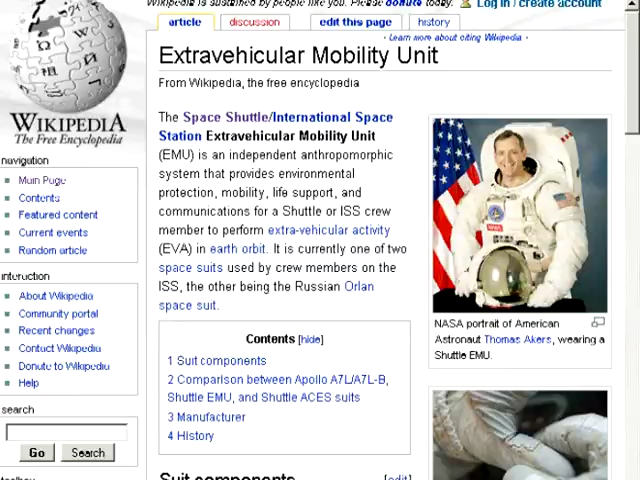 Wikipedia is sustained by people like you. Please donate today.
Log in / create account
article
discussion
edit this page
history
· Learn more about citing Wikipedia ·
Extravehicular Mobility Unit
From Wikipedia, the free encyclopedia
WIKIPEDIA
The Free Encyclopedia
navigation
Main Page
Contents
Featured content
Current events
Random article
interaction
About Wikipedia
Community portal
Recent changes
Contact Wikipedia
Donate to Wikipedia
Help
search
Go
Search
toolbox
The Space Shuttle/International Space
Station Extravehicular Mobility Unit
(EMU) is an independent anthropomorphic
system that provides environmental
protection, mobility, life support, and
communications for a Shuttle or ISS crew
member to perform extra-vehicular activity
(EVA) in earth orbit. It is currently one of two
space suits used by crew members on the
ISS, the other being the Russian Orlan
space suit.
Contents [hide]
1 Suit components
2 Comparison between Apollo A7L/A7L-B,
Shuttle EMU, and Shuttle ACES suits
3 Manufacturer
4 History
Suit components
[edit]
NASA portrait of American
Astronaut Thomas Akers, wearing a
Shuttle EMU.